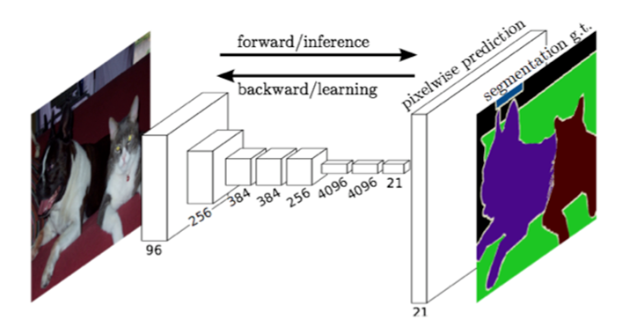 forward/inference
backward/learning
pixelwise prediction
segmentation g.t.
96
256
384
384
256
4096
4096
21
21